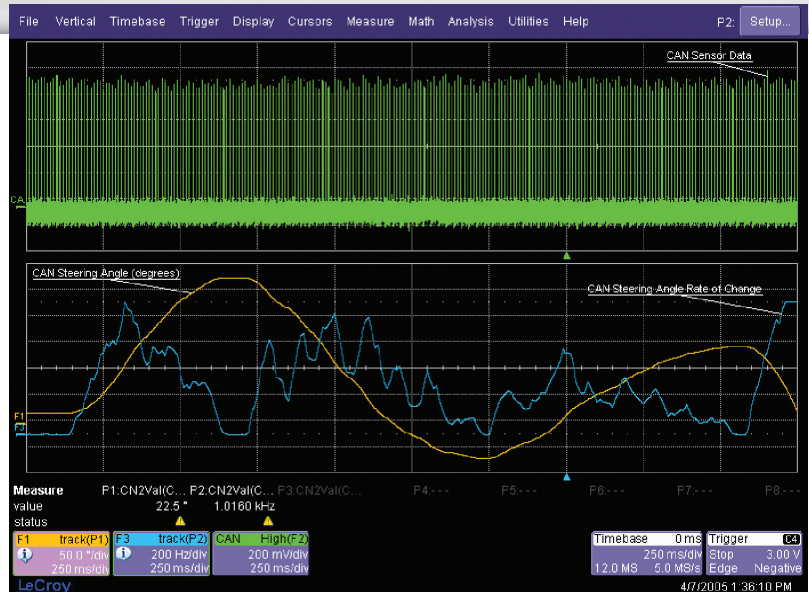 File Vertical Timebase Trigger Display Cursors Measure Math Analysis Utilities Help P2: Setup...
CAN Sensor Data
CA
CAN Steering Angle (degrees)
CAN Steering Angle Rate of Change
F1
F3
Measure P1:CN2Val(C... P2:CN2Val(C... P3:CN2Val(C... P4:--- P5:--- P6:--- P7:--- P8:---
value 22.5 ° 1.0160 kHz
status
F1 track(P1) F3 track(P2) CAN High(F2) Timebase 0 ms Trigger C4
50.0 °/div 200 Hz/div 200 mV/div 250 ms/div Stop 3.00 V
250 ms/div 250 ms/div 250 ms/div 12.0 MS 5.0 MS/s Edge Negative
LeCroy 4/7/2005 1:36:10 PM